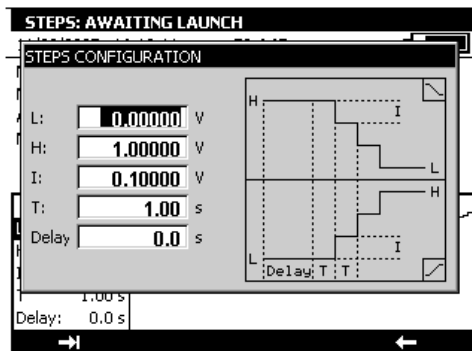 STEPS: AWAITING LAUNCH
STEPS CONFIGURATION
L: 0.00000 V
H: 1.00000 V
I: 0.10000 V
T: 1.00 s
Delay 0.0 s
H
I
L
H
I
L
Delay T T
1.00 s
Delay: 0.0 s